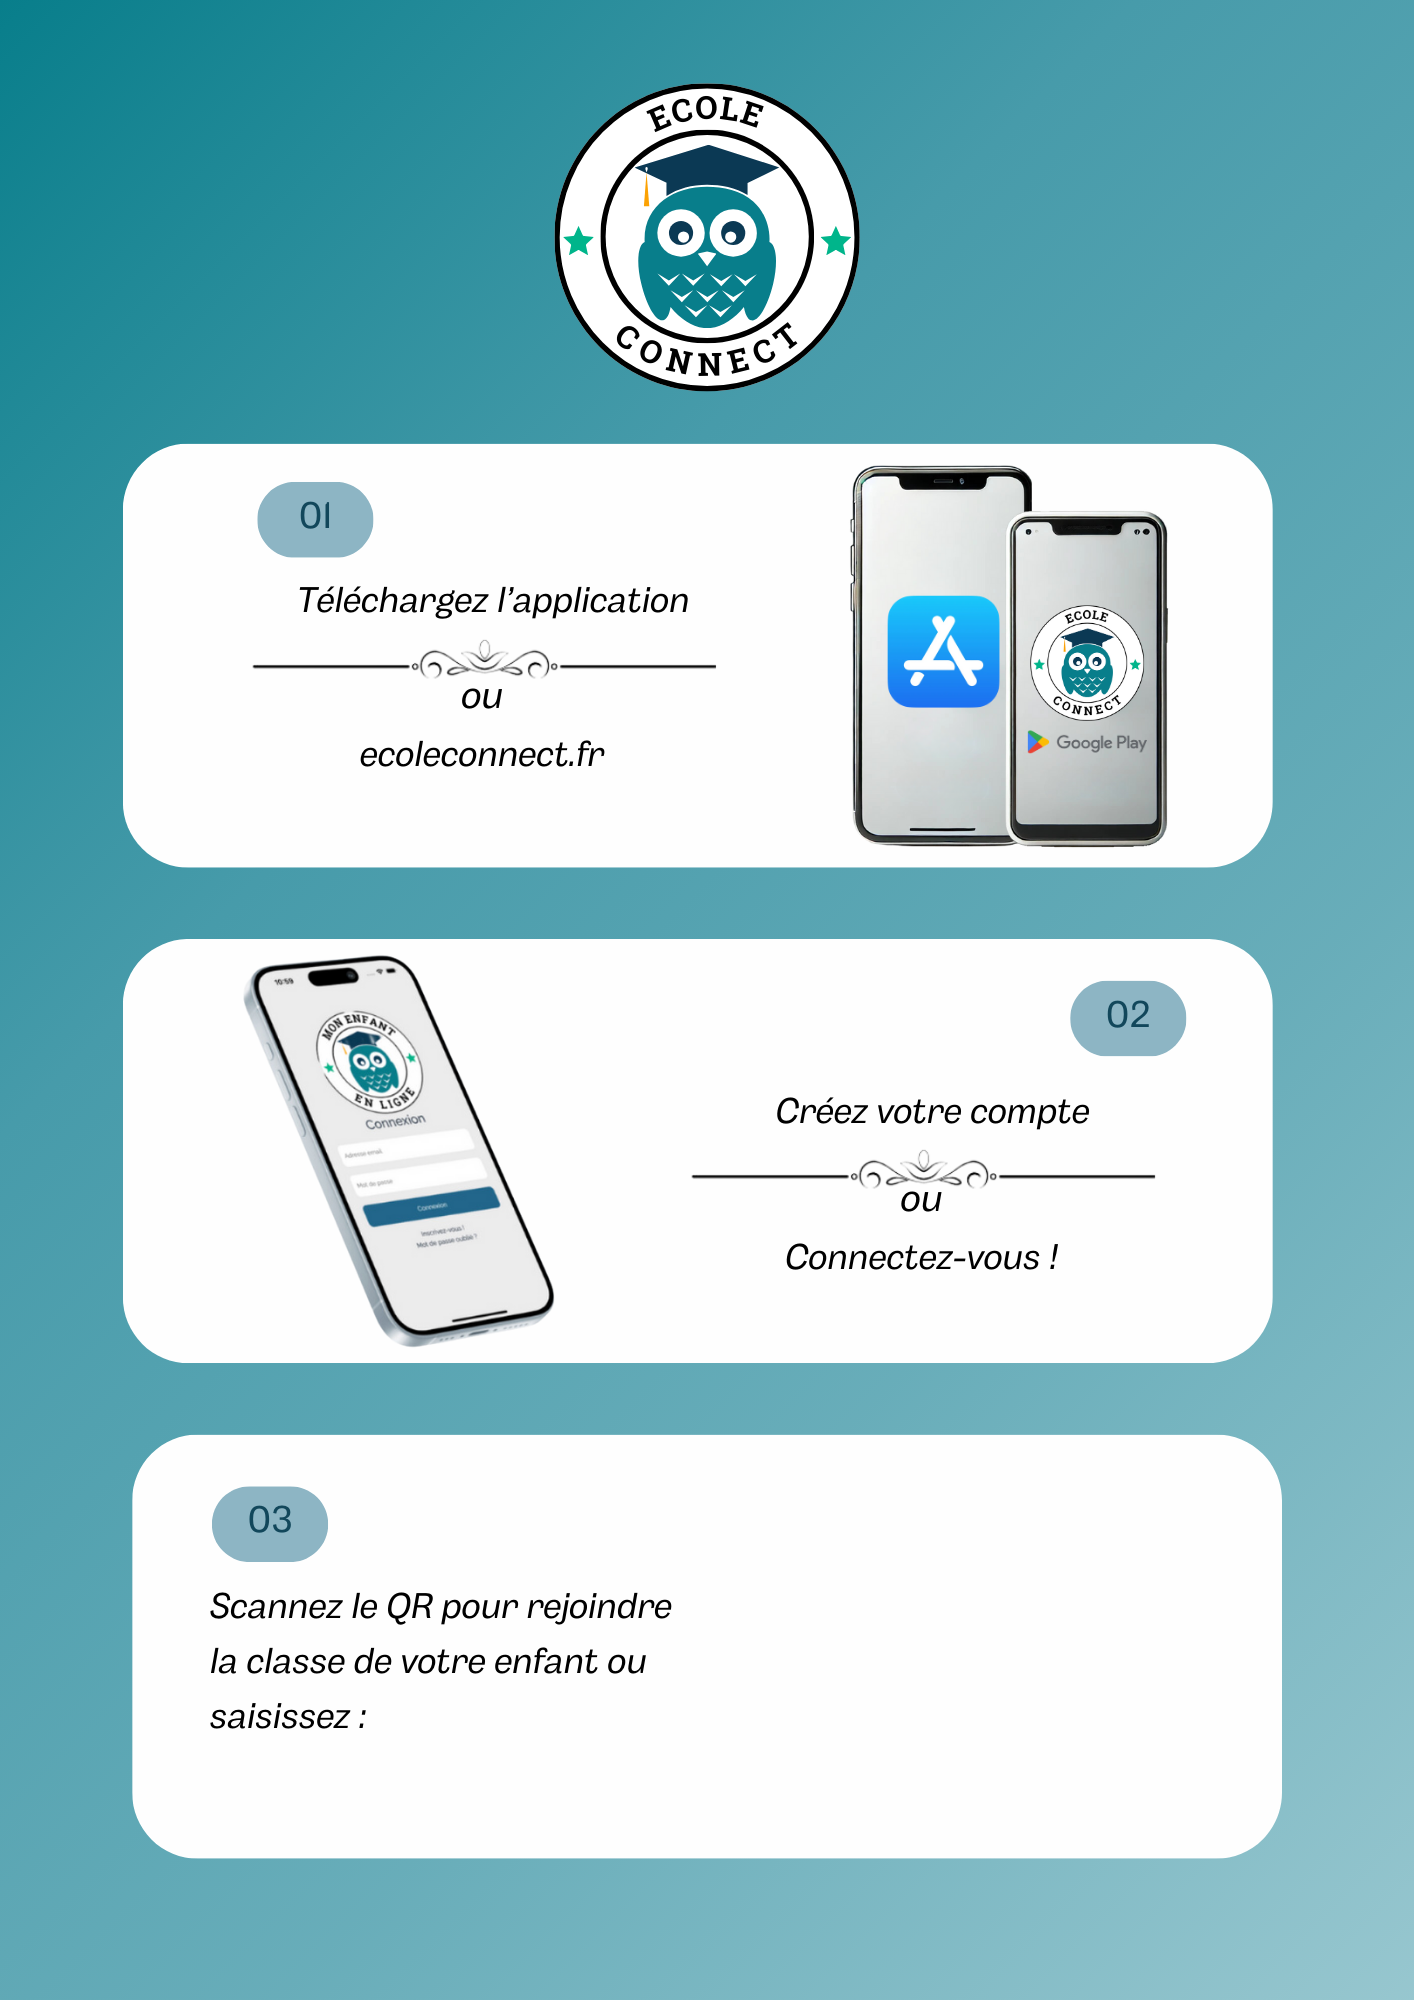 ECOLE
CONNECT
01
Téléchargez l'application
ou
ecoleconnect.fr
ECOLE
CONNECT
Google Play
10:59
MON ENFANT
EN LIGNE
Connexion
Adresse email
Mot de passe
Connexion
Inscrivez-vous !
Mot de passe oublié ?
02
Créez votre compte
ou
Connectez-vous !
03
Scannez le QR pour rejoindre
la classe de votre enfant ou
saisissez :